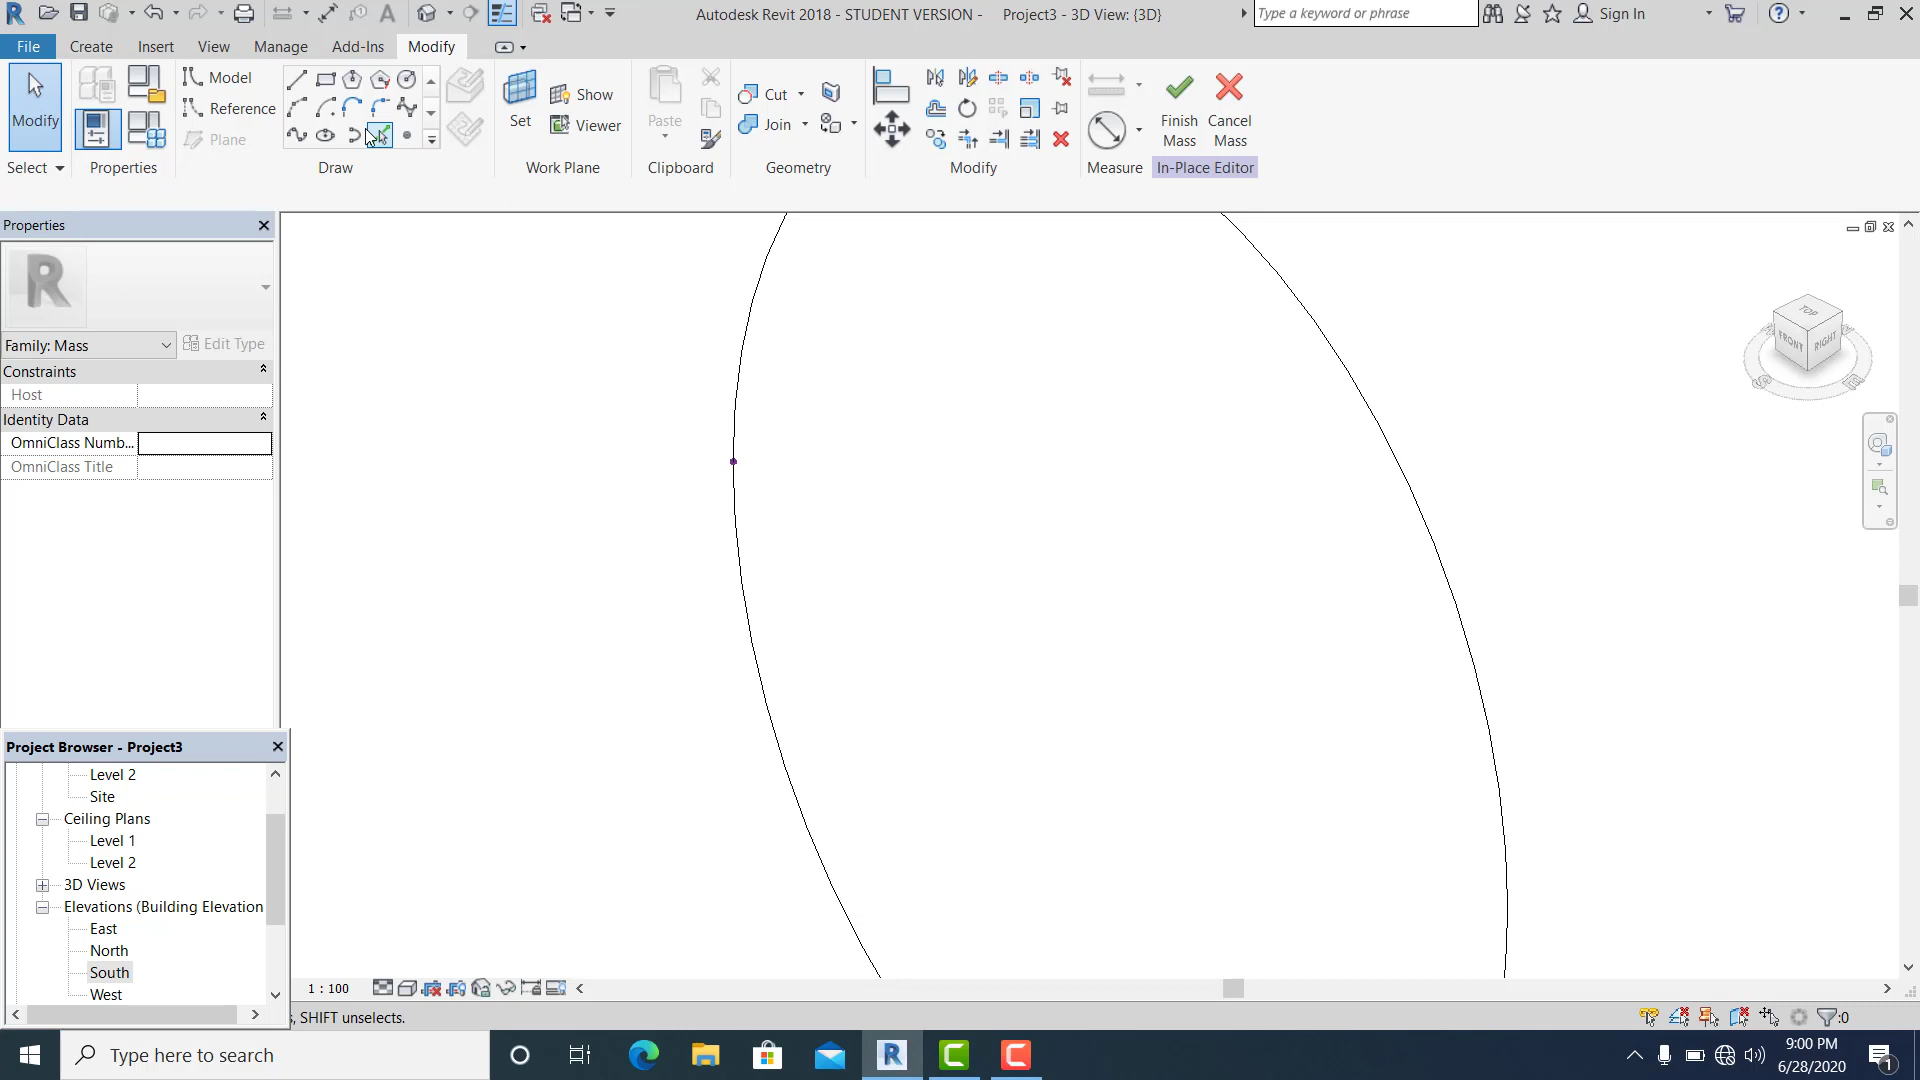 Autodesk Revit 2018 - STUDENT VERSION - Project3 - 3D View: {3D}
Type a keyword or phrase
Sign In
File Create Insert View Manage Add-Ins Modify
Modify
Select
Properties
Model
Reference
Plane
Draw
Set
Show
Viewer
Work Plane
Paste
Clipboard
Cut
Join
Geometry
Modify
Measure
Finish Mass
Cancel Mass
In-Place Editor
Properties
R
Family: Mass
Edit Type
Constraints
Host
Identity Data
OmniClass Numb...
OmniClass Title
TOP
FRONT
RIGHT
S
E
Project Browser - Project3
Level 2
Site
Ceiling Plans
Level 1
Level 2
3D Views
Elevations (Building Elevation
East
North
South
West
1 : 100
, SHIFT unselects.
:0
Type here to search
9:00 PM
6/28/2020
1